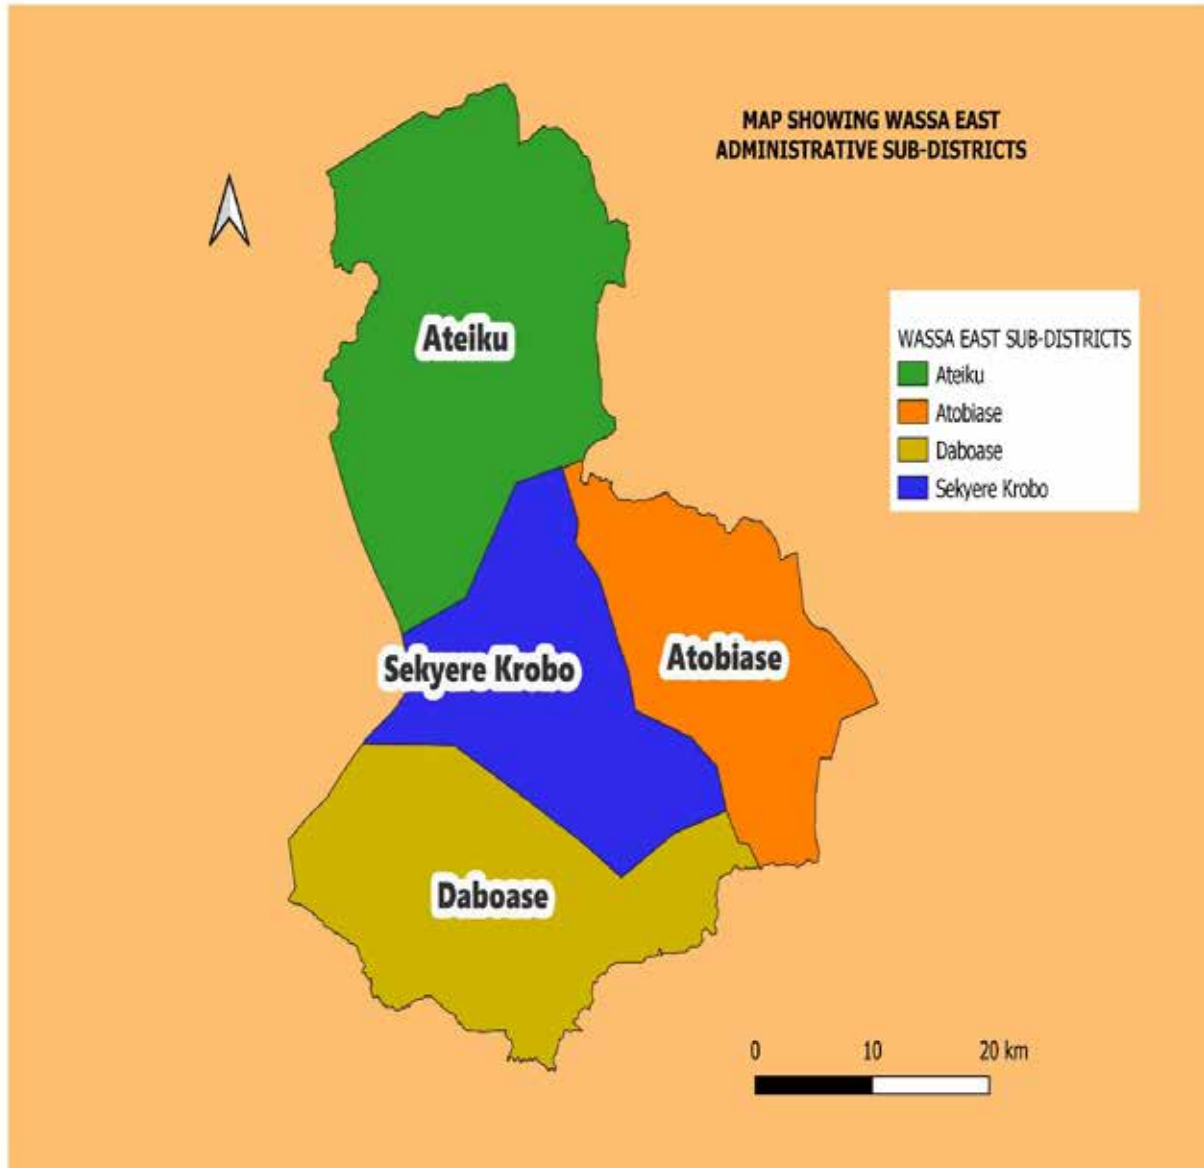 MAP SHOWING WASSA EAST
ADMINISTRATIVE SUB-DISTRICTS
WASSA EAST SUB-DISTRICTS
Ateiku
Atobiase
Daboase
Sekyere Krobo
Ateiku
Sekyere Krobo
Atobiase
Daboase
0 10 20 km